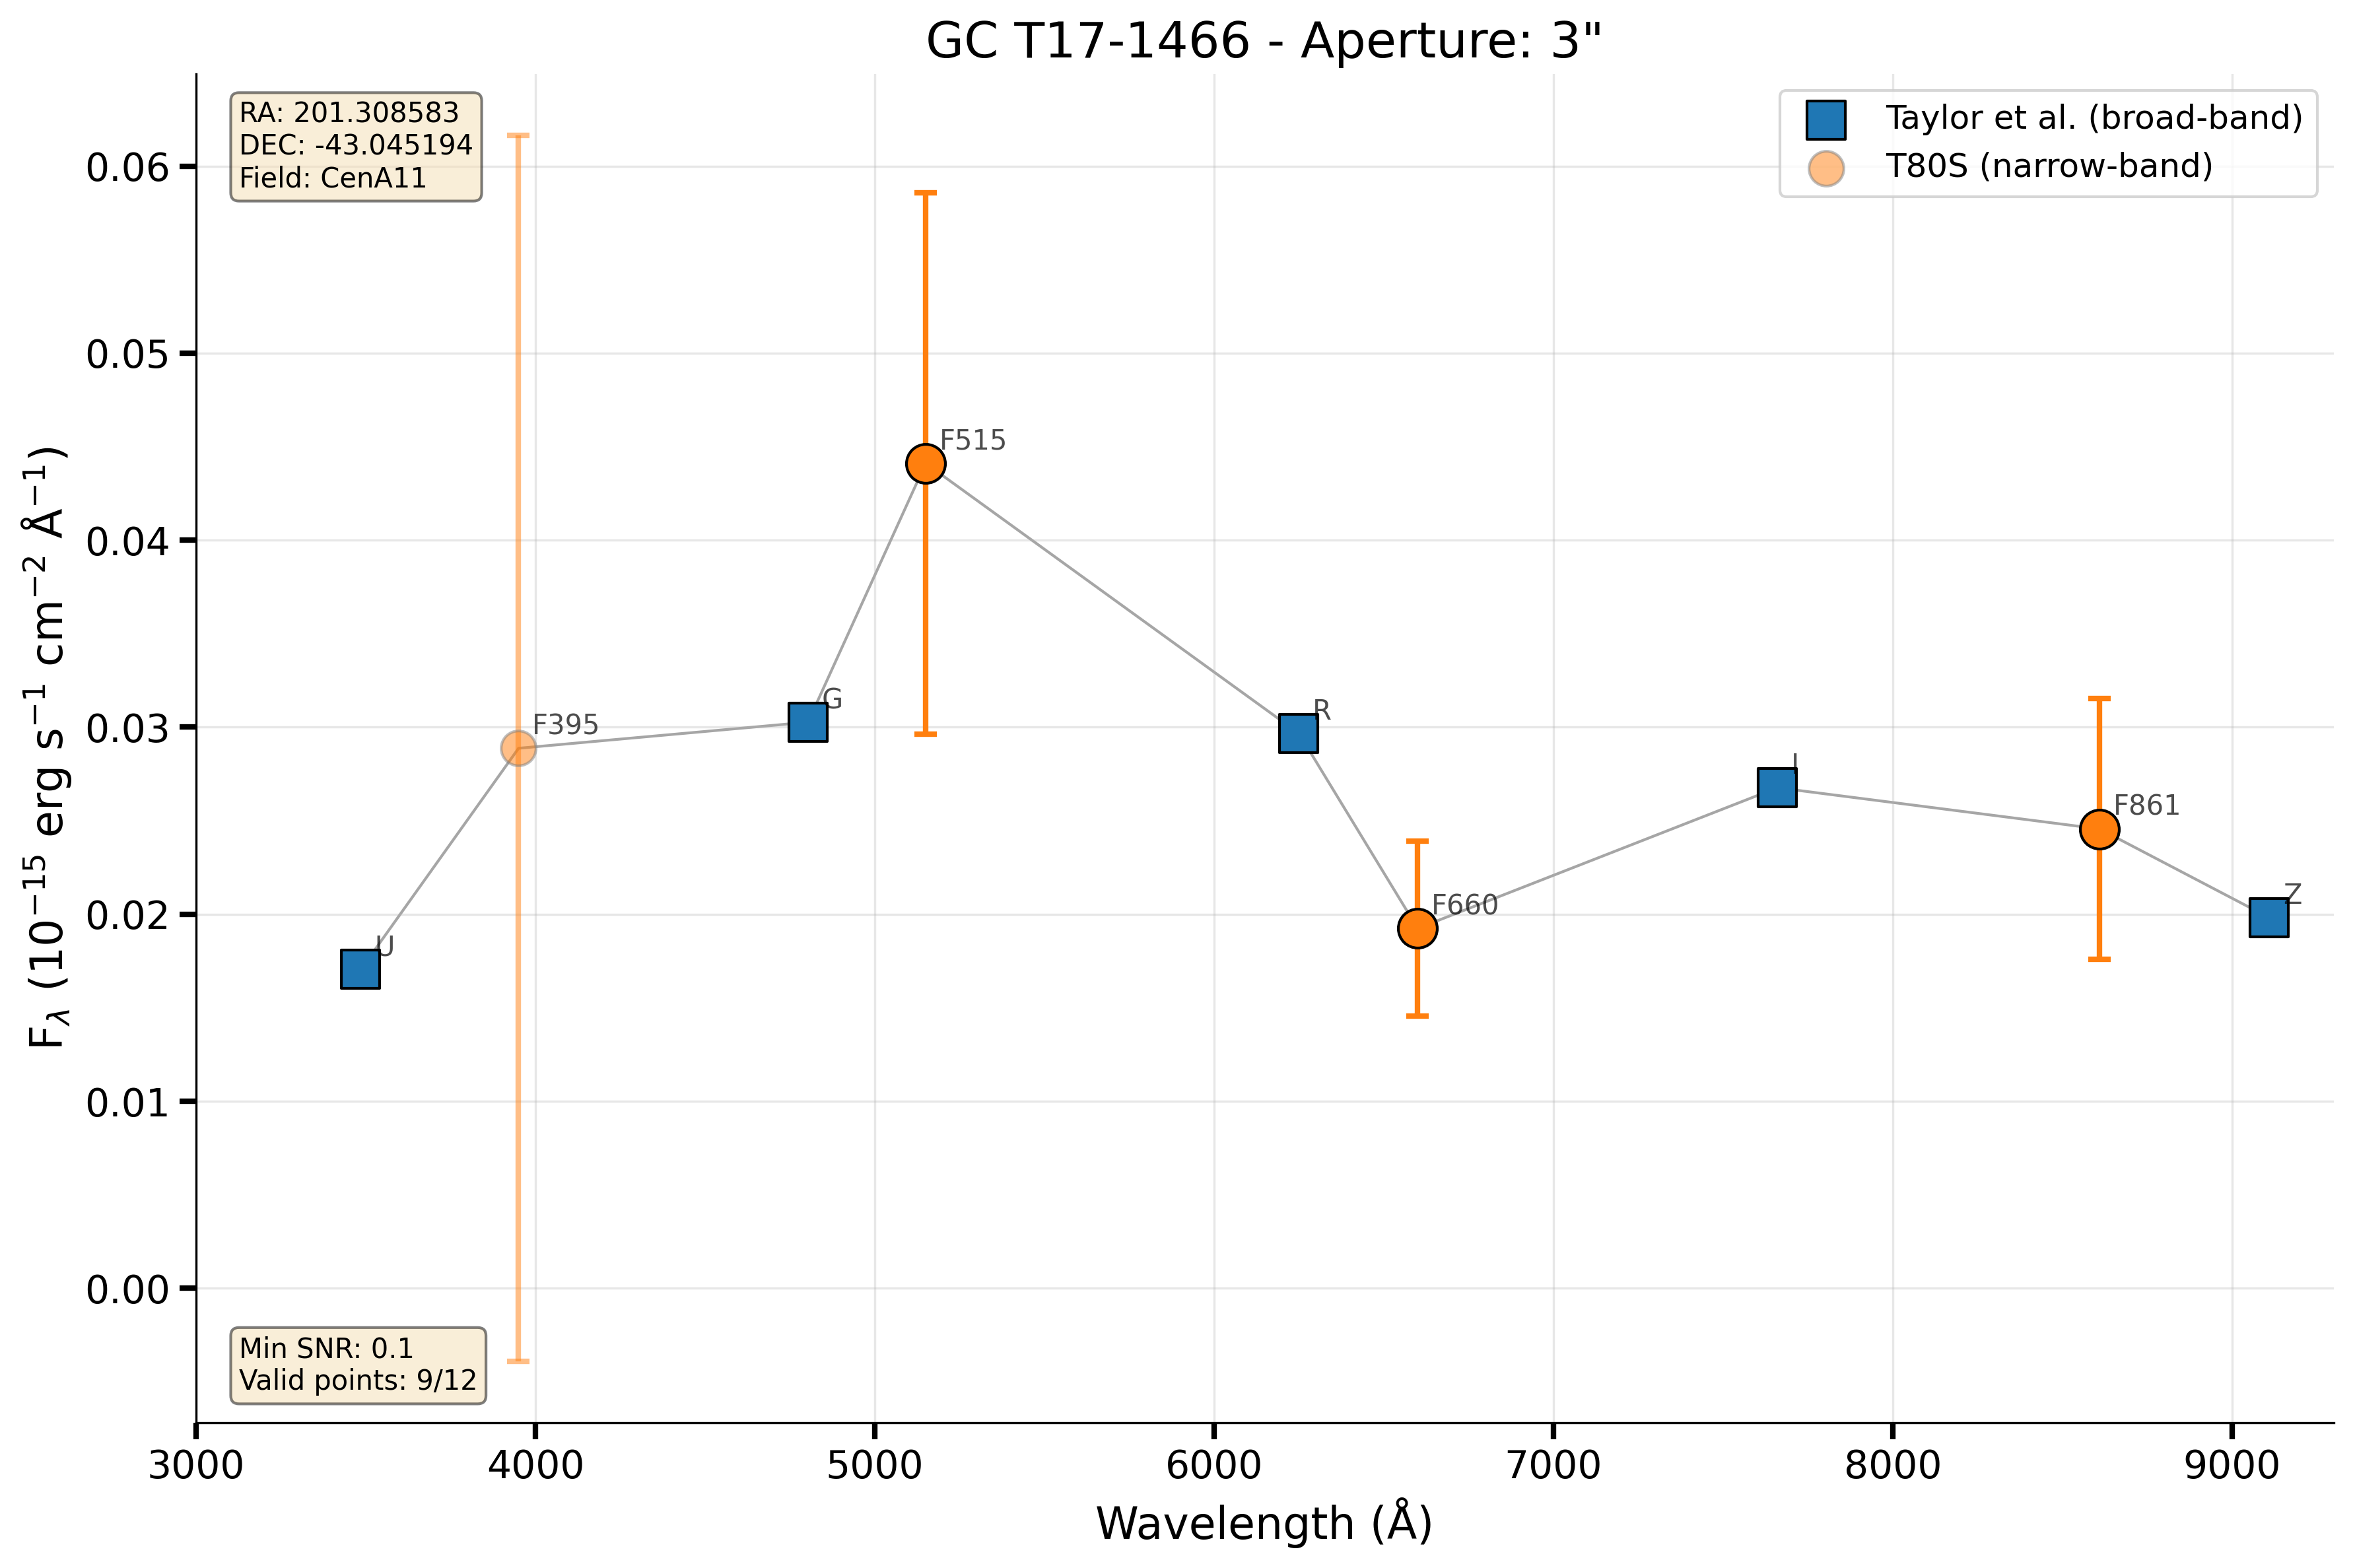 GC T17-1466 - Aperture: 3"
RA: 201.308583
DEC: -43.045194
Field: CenA11
Taylor et al. (broad-band)
T80S (narrow-band)
0.06
0.05
0.04
0.03
0.02
0.01
0.00
F_λ (10⁻¹⁵ erg s⁻¹ cm⁻² Å⁻¹)
U
F395
G
F515
R
F660
I
F861
Z
Min SNR: 0.1
Valid points: 9/12
3000 4000 5000 6000 7000 8000 9000
Wavelength (Å)